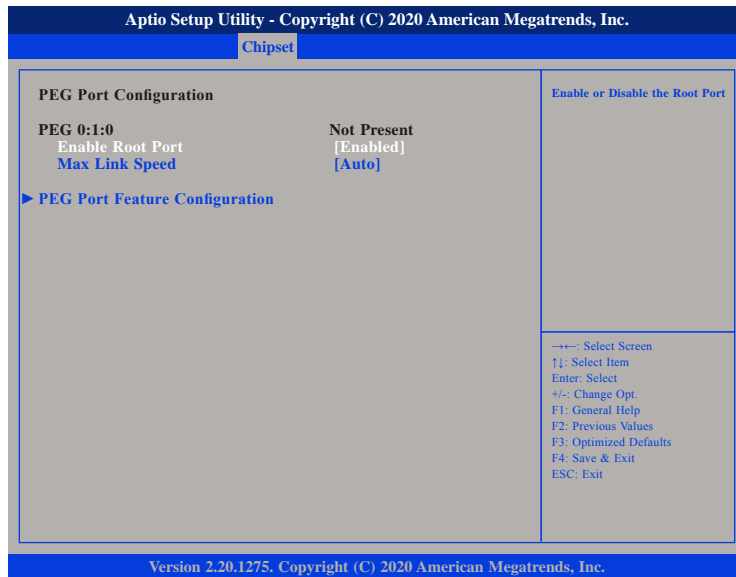 Aptio Setup Utility - Copyright (C) 2020 American Megatrends, Inc.
Chipset
PEG Port Configuration
PEG 0:1:0 Not Present
Enable Root Port [Enabled]
Max Link Speed [Auto]
► PEG Port Feature Configuration
Enable or Disable the Root Port
→←: Select Screen
↑↓: Select Item
Enter: Select
+/-: Change Opt.
F1: General Help
F2: Previous Values
F3: Optimized Defaults
F4: Save & Exit
ESC: Exit
Version 2.20.1275. Copyright (C) 2020 American Megatrends, Inc.